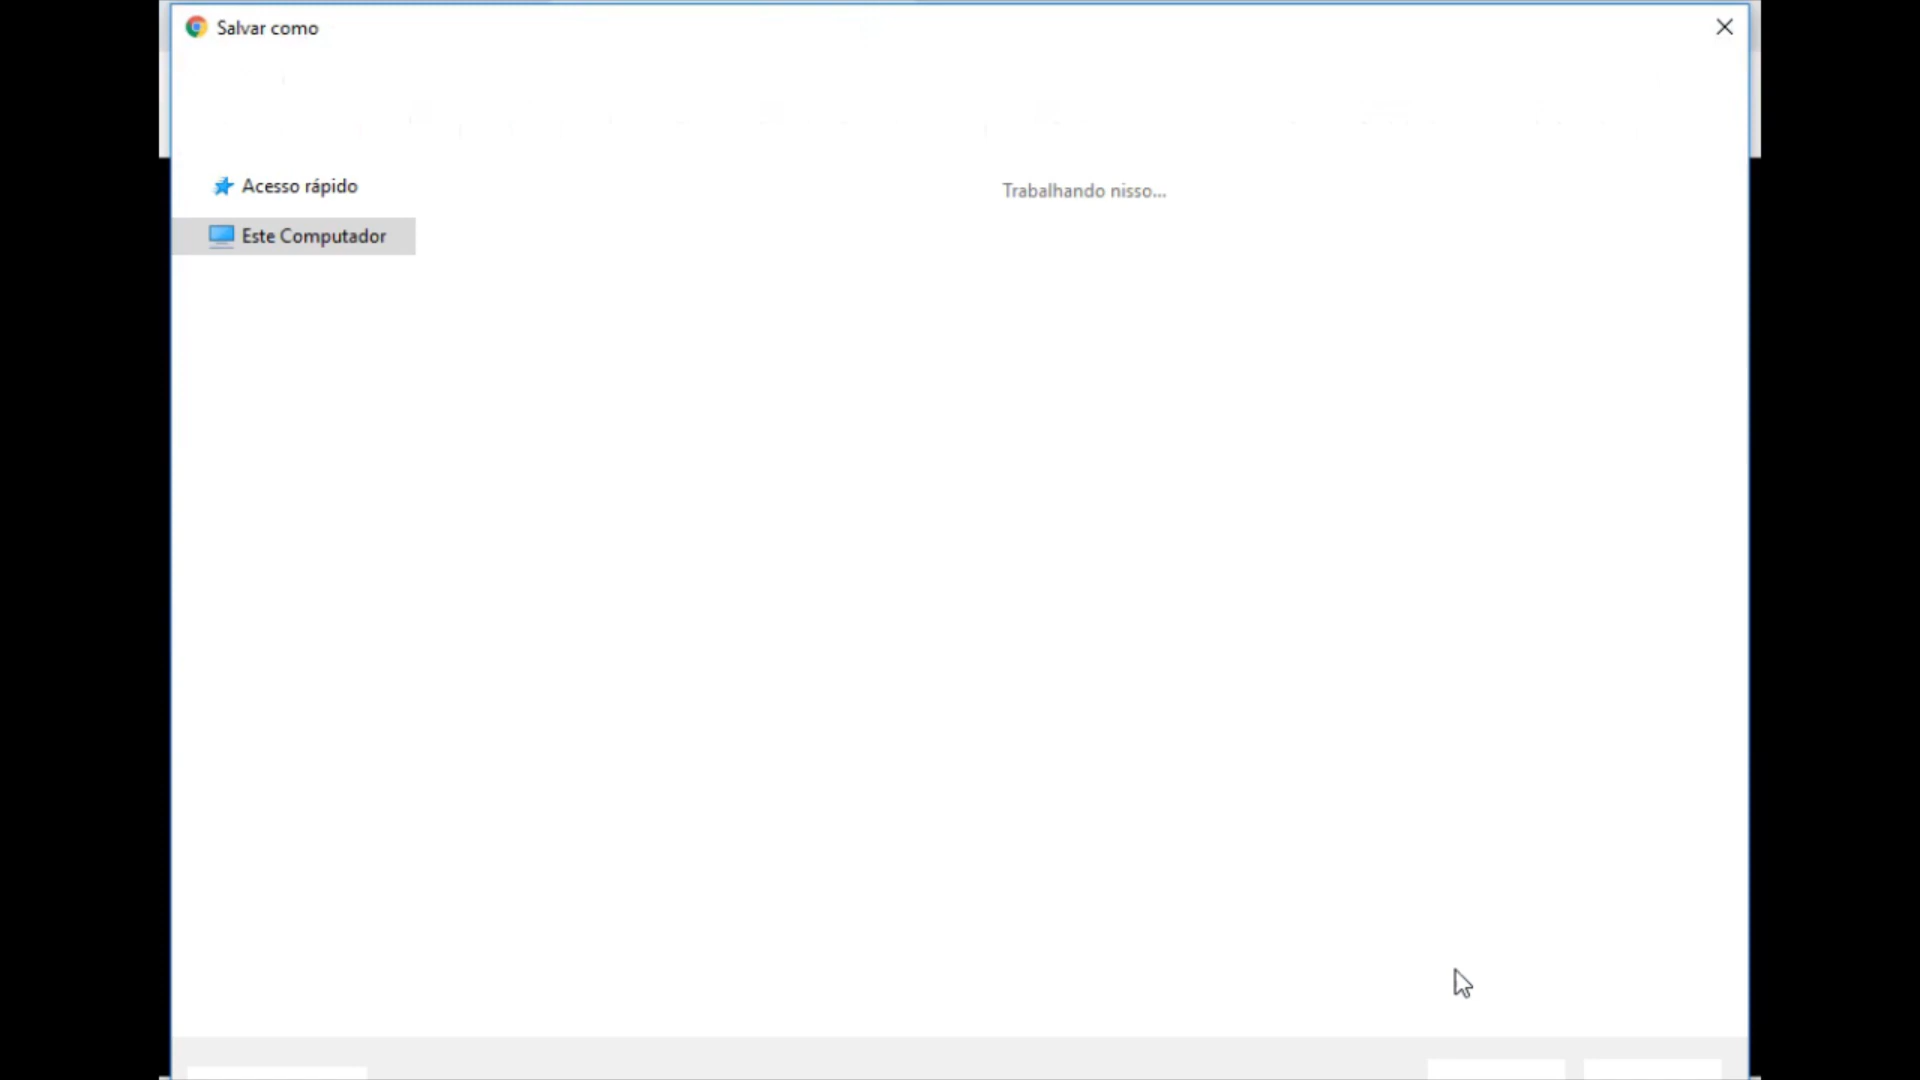 Salvar como
Acesso rápido
Trabalhando nisso...
Este Computador